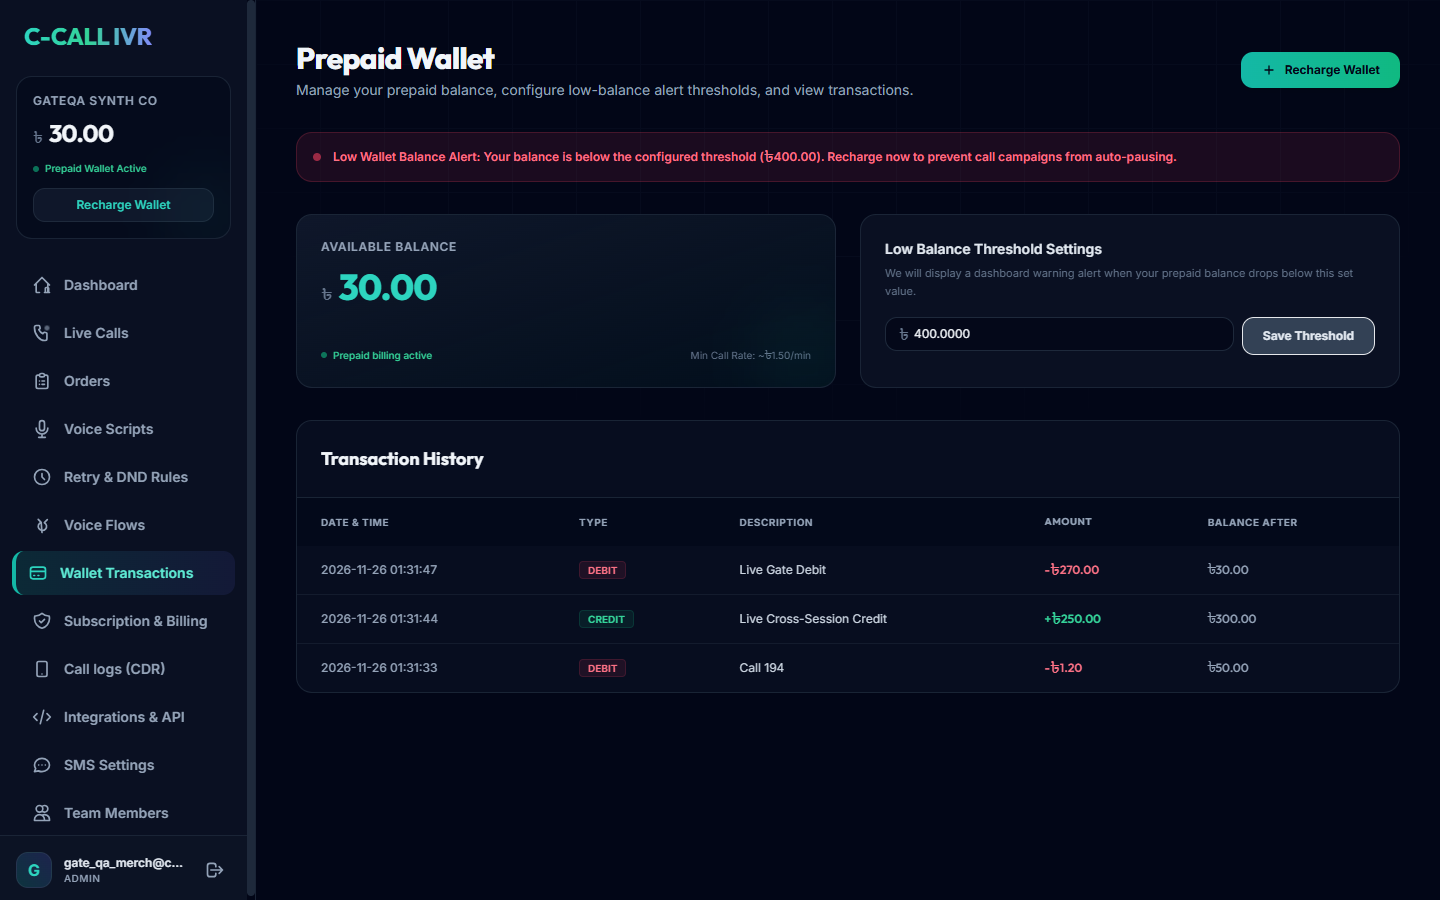 C-CALL IVR
GATEQA SYNTH CO
৳ 30.00
Prepaid Wallet Active
Recharge Wallet
Dashboard
Live Calls
Orders
Voice Scripts
Retry & DND Rules
Voice Flows
Wallet Transactions
Subscription & Billing
Call logs (CDR)
Integrations & API
SMS Settings
Team Members
G
gate_qa_merch@c...
ADMIN
Prepaid Wallet
Manage your prepaid balance, configure low-balance alert thresholds, and view transactions.
+ Recharge Wallet
Low Wallet Balance Alert: Your balance is below the configured threshold (৳400.00). Recharge now to prevent call campaigns from auto-pausing.
AVAILABLE BALANCE
৳ 30.00
Prepaid billing active
Min Call Rate: ~৳1.50/min
Low Balance Threshold Settings
We will display a dashboard warning alert when your prepaid balance drops below this set
value.
৳ 400.0000
Save Threshold
Transaction History
DATE & TIME TYPE DESCRIPTION AMOUNT BALANCE AFTER
2026-11-26 01:31:47 DEBIT Live Gate Debit -৳270.00 ৳30.00
2026-11-26 01:31:44 CREDIT Live Cross-Session Credit +৳250.00 ৳300.00
2026-11-26 01:31:33 DEBIT Call 194 -৳1.20 ৳50.00